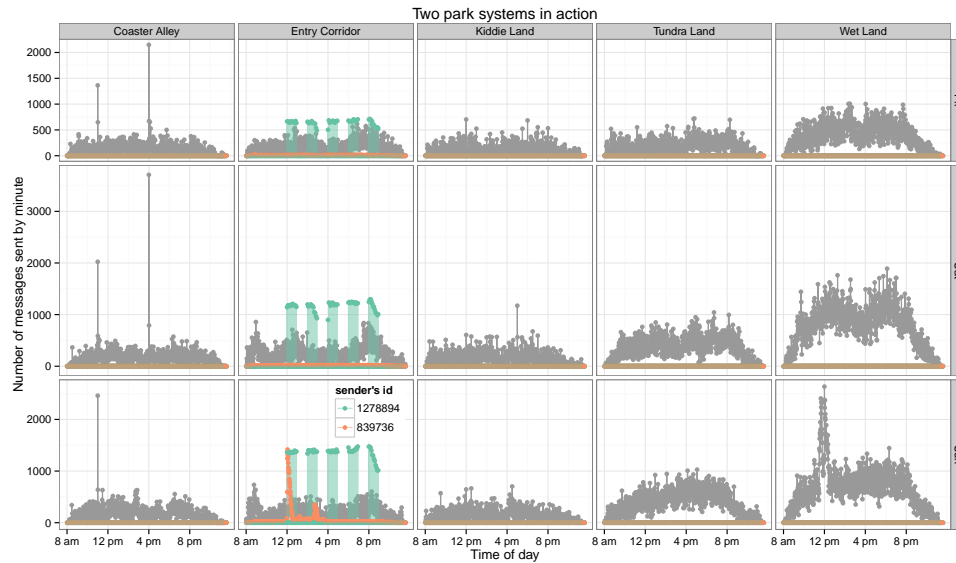 Two park systems in action
Coaster Alley Entry Corridor Kiddie Land Tundra Land Wet Land
Number of messages sent by minute
2000
1500
1000
500
0
3000
2000
1000
0
2000
1000
0
sender's id
1278894
839736
8 am 12 pm 4 pm 8 pm 8 am 12 pm 4 pm 8 pm 8 am 12 pm 4 pm 8 pm 8 am 12 pm 4 pm 8 pm 8 am 12 pm 4 pm 8 pm
Time of day